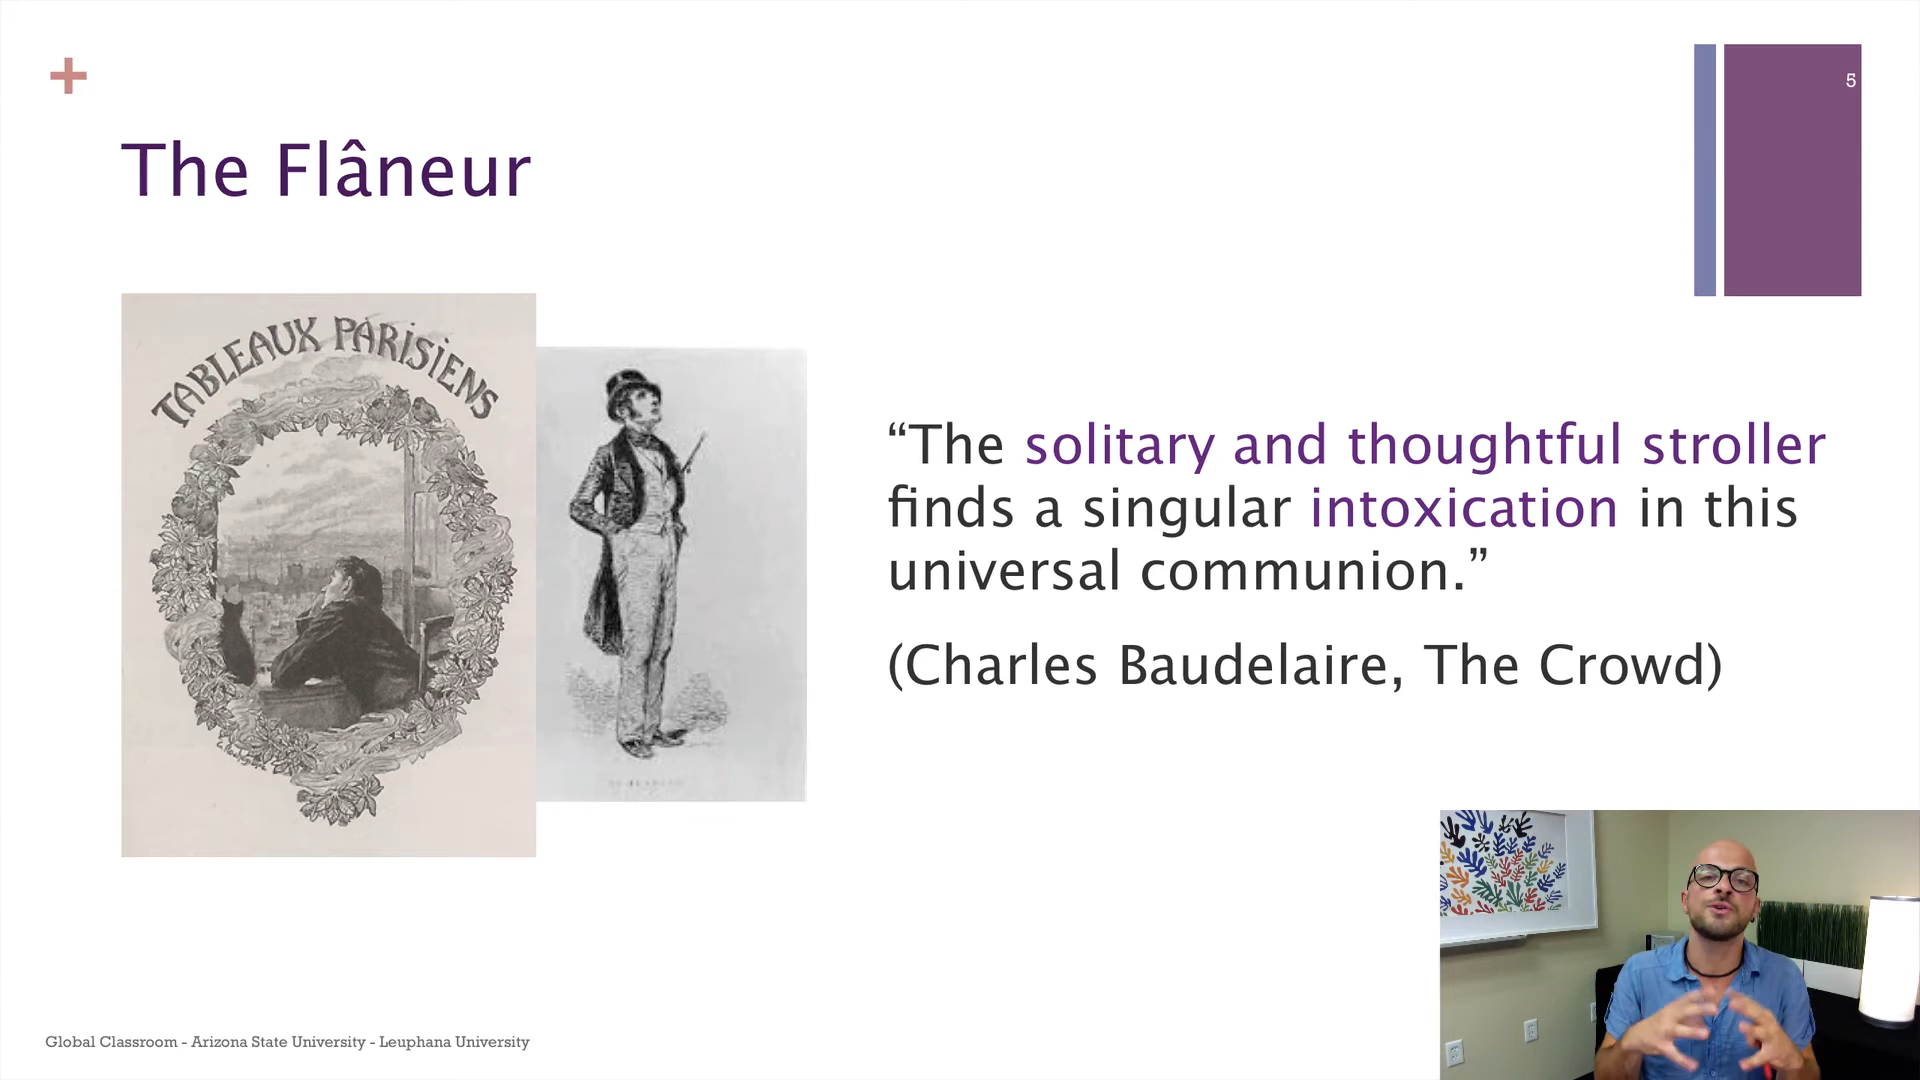 5
The Flâneur
TABLEAUX PARISIENS
“The solitary and thoughtful stroller
finds a singular intoxication in this
universal communion.”
(Charles Baudelaire, The Crowd)
Global Classroom - Arizona State University - Leuphana University